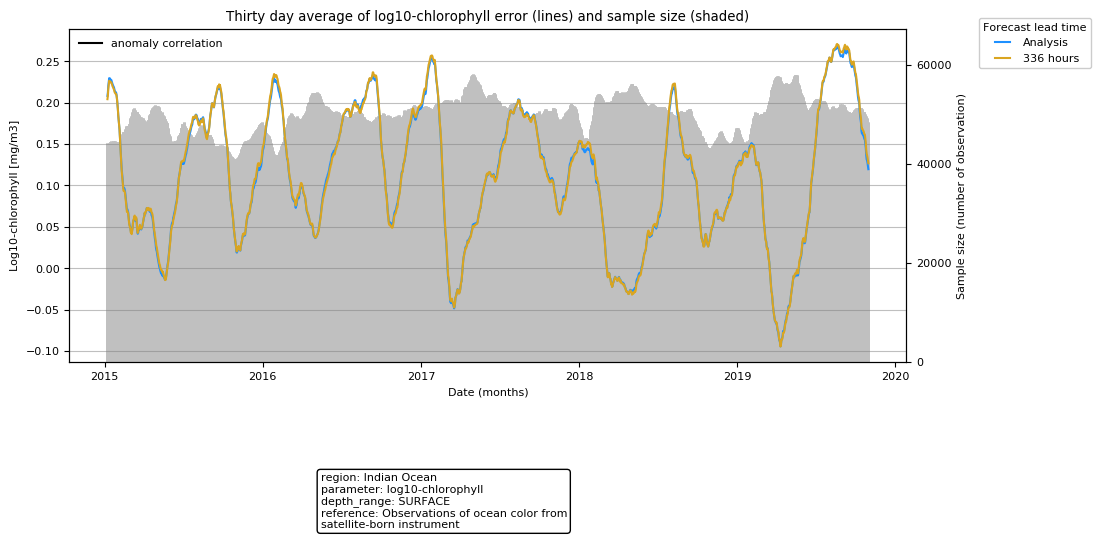 Thirty day average of log10-chlorophyll error (lines) and sample size (shaded)
anomaly correlation
Forecast lead time
Analysis
336 hours
Log10-chlorophyll [mg/m3]
0.25
0.20
0.15
0.10
0.05
0.00
−0.05
−0.10
60000
40000
20000
0
Sample size (number of observation)
2015 2016 2017 2018 2019 2020
Date (months)
region: Indian Ocean
parameter: log10-chlorophyll
depth_range: SURFACE
reference: Observations of ocean color from
satellite-born instrument